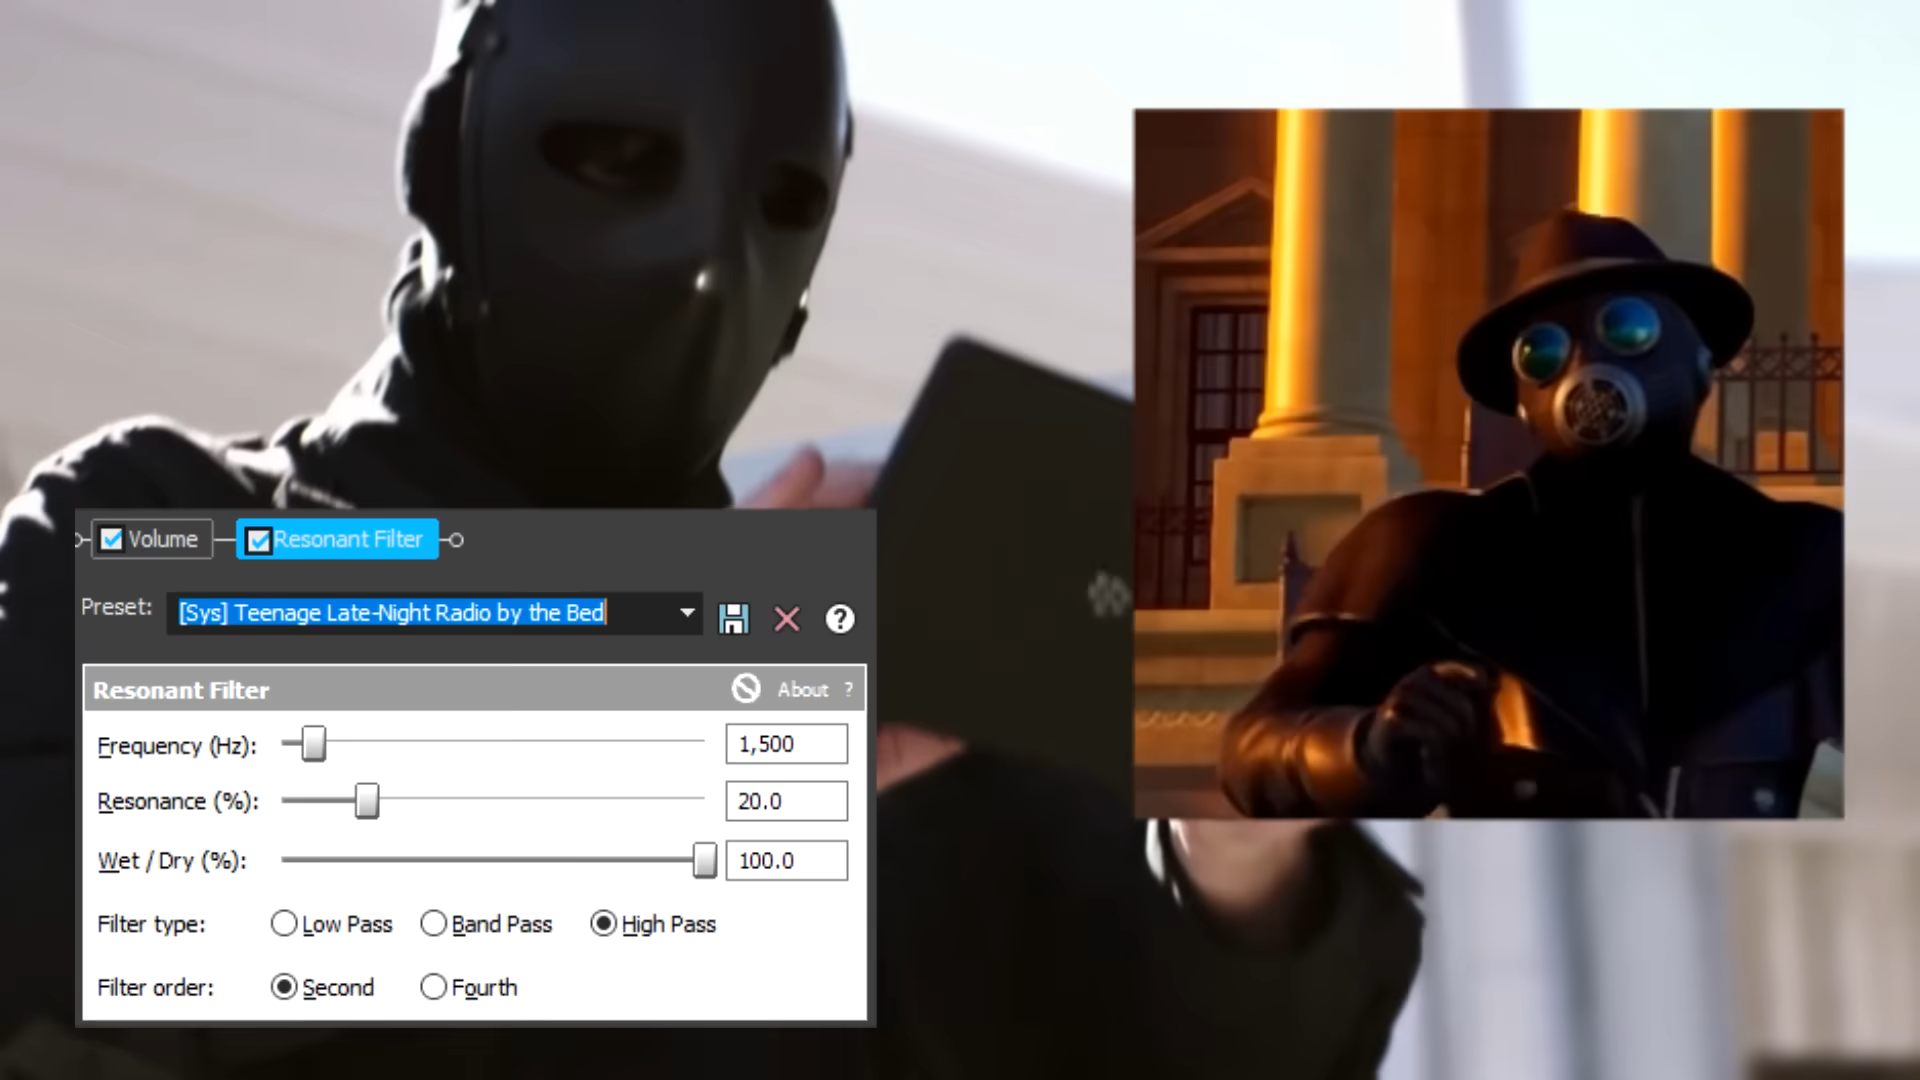 Volume Resonant Filter
Preset: [Sys] Teenage Late-Night Radio by the Bed ?
Resonant Filter About ?
Frequency (Hz): 1,500
Resonance (%): 20.0
Wet / Dry (%): 100.0
Filter type: Low Pass Band Pass High Pass
Filter order: Second Fourth